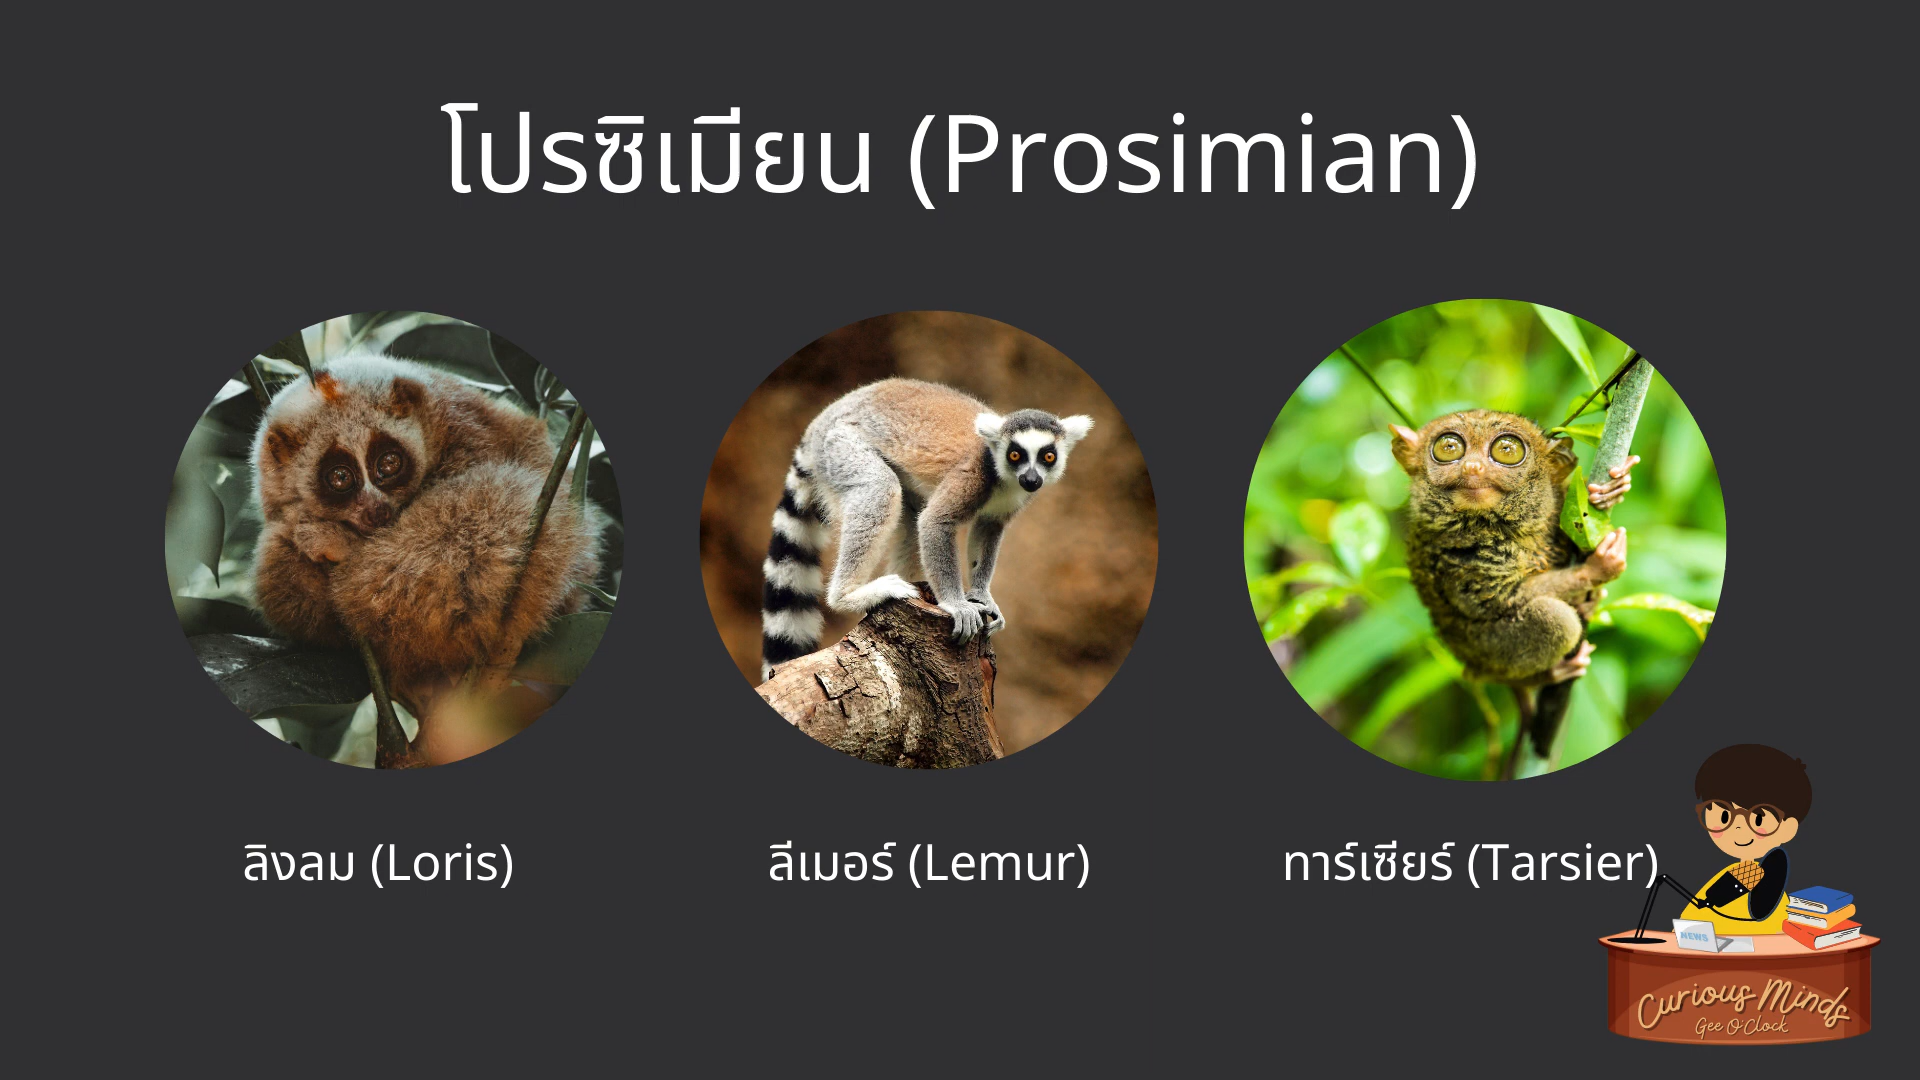 โปรซิเมียน (Prosimian)
ลิงลม (Loris)
ลีเมอร์ (Lemur)
ทาร์เซียร์ (Tarsier)
NEWS
Curious Minds
Gee O'Clock